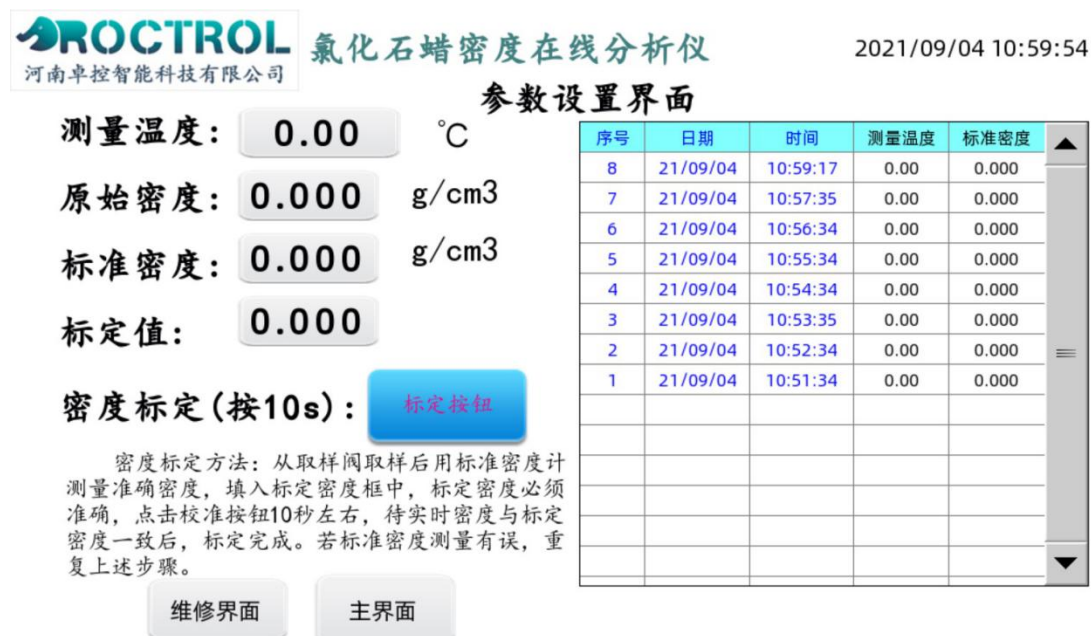 ROCTROL
河南卓控智能科技有限公司
氯化石蜡密度在线分析仪
2021/09/04 10:59:54
参数设置界面
测量温度: 0.00 ℃
原始密度: 0.000 g/cm3
标准密度: 0.000 g/cm3
标定值: 0.000
密度标定(按10s): 标定按钮
密度标定方法: 从取样阀取样后用标准密度计
测量准确密度, 填入标定密度框中, 标定密度必须
准确, 点击校准按钮10秒左右, 待实时密度与标定
密度一致后, 标定完成。若标准密度测量有误, 重
复上述步骤。
维修界面 主界面
序号 日期 时间 测量温度 标准密度
8 21/09/04 10:59:17 0.00 0.000
7 21/09/04 10:57:35 0.00 0.000
6 21/09/04 10:56:34 0.00 0.000
5 21/09/04 10:55:34 0.00 0.000
4 21/09/04 10:54:34 0.00 0.000
3 21/09/04 10:53:35 0.00 0.000
2 21/09/04 10:52:34 0.00 0.000
1 21/09/04 10:51:34 0.00 0.000